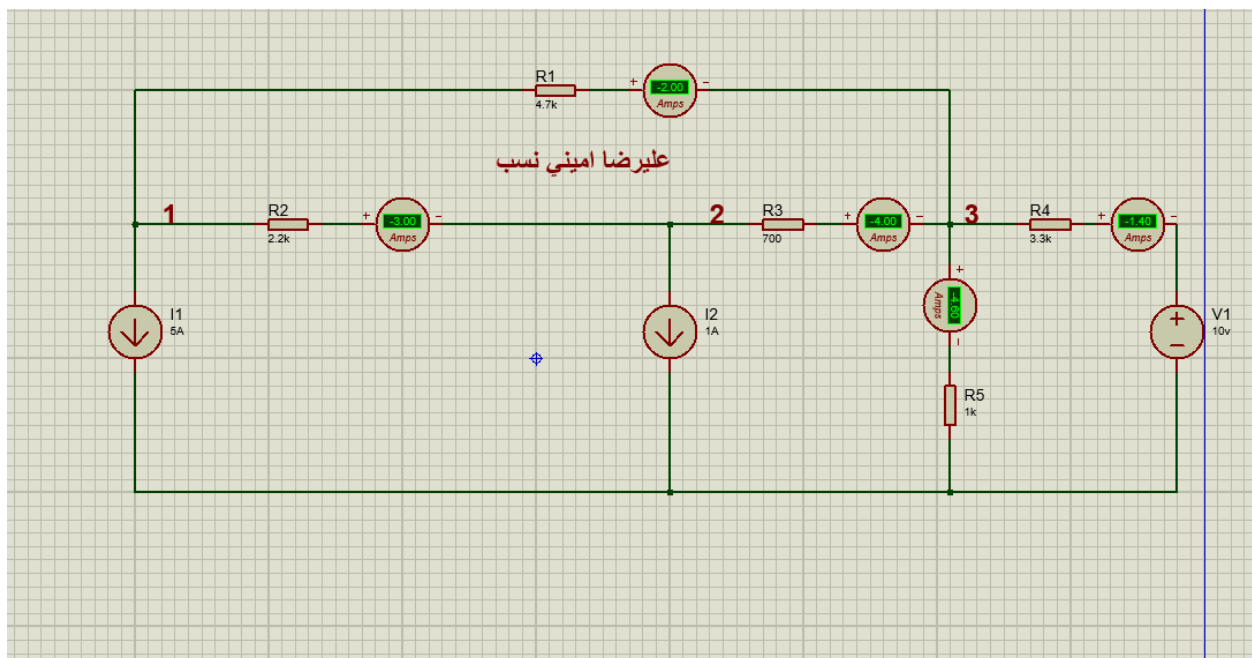 R1
4.7k
+ -2.00 −
Amps
عليرضا اميني نسب
1
R2
2.2k
+ -3.00 −
Amps
2
R3
700
+ -4.00 −
Amps
3
R4
3.3k
+ -1.40 −
Amps
I1
5A
I2
1A
+
-4.60
Amps
−
V1
10v
+
−
R5
1k